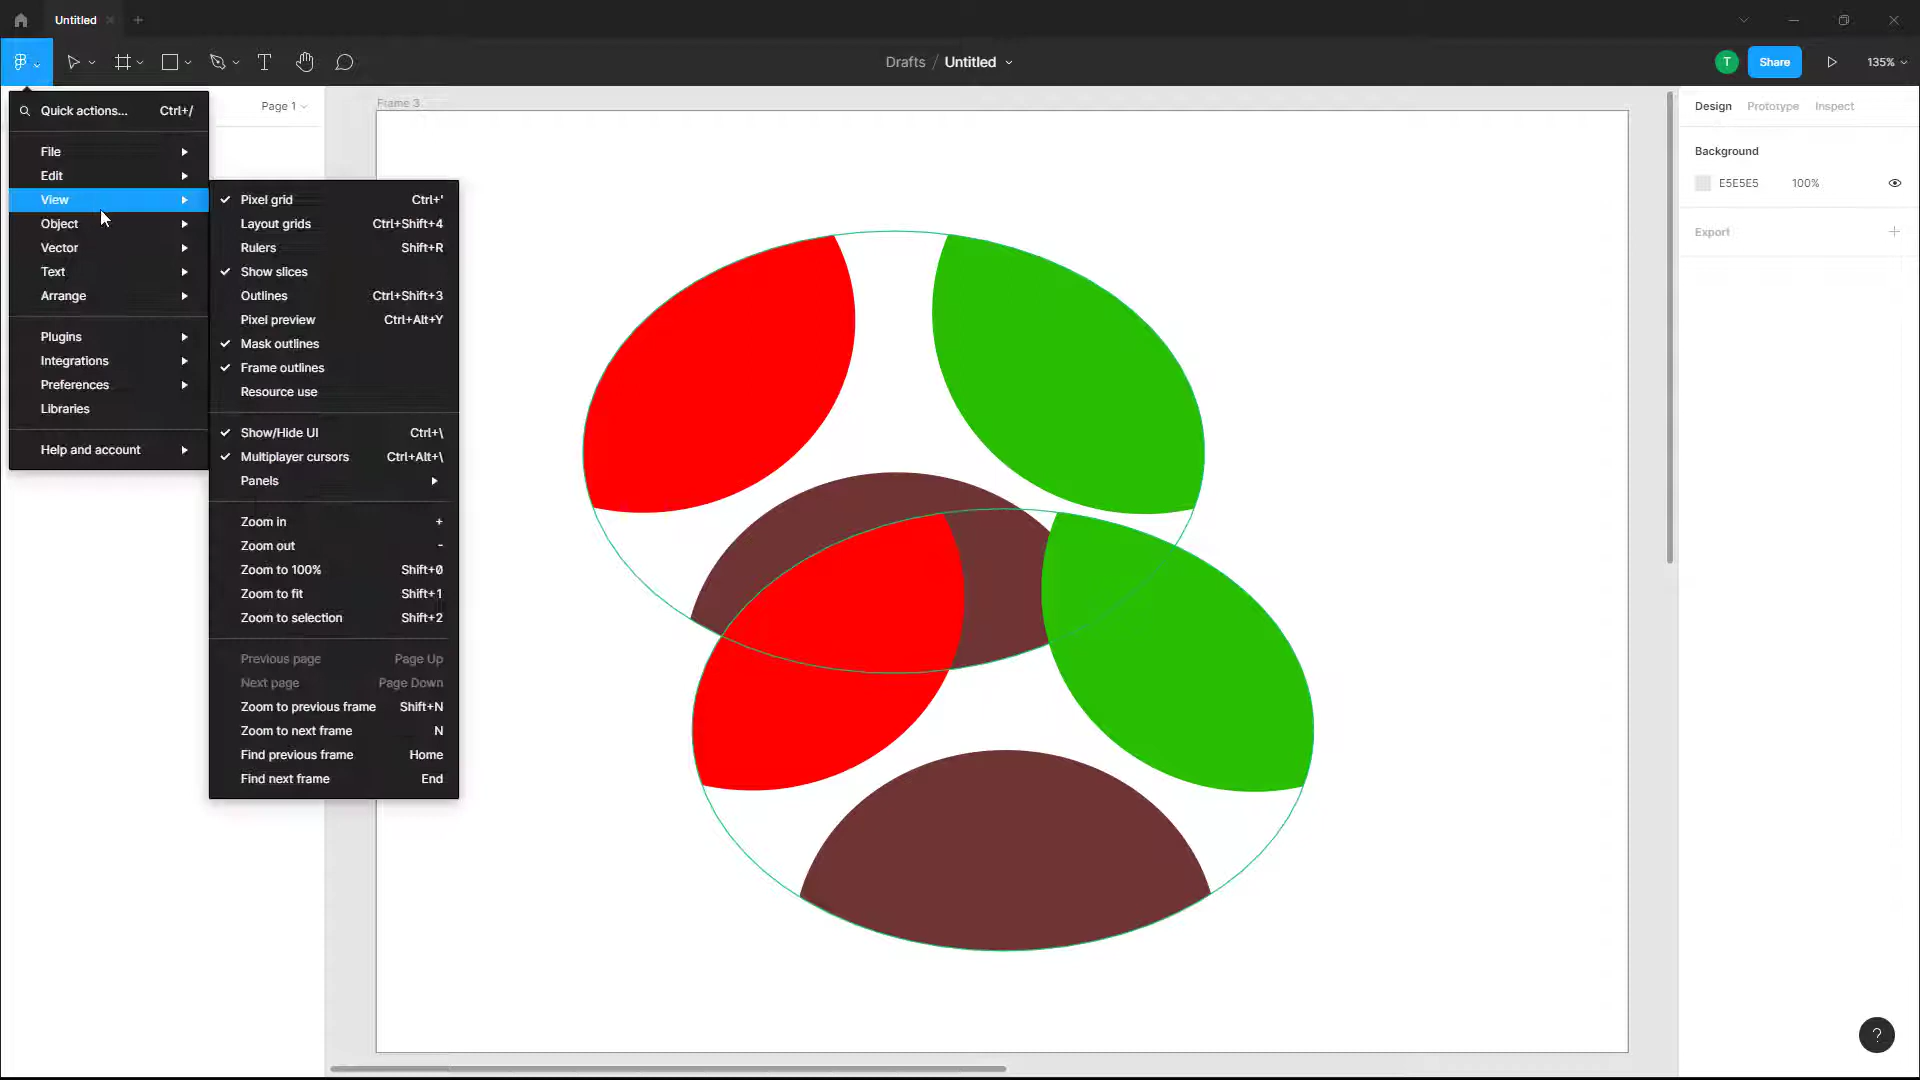 Untitled
Drafts / Untitled
T
Share
135%
Quick actions... Ctrl+/
Page 1
Frame 3
File
Edit
View
Object
Vector
Text
Arrange
Plugins
Integrations
Preferences
Libraries
Help and account
Pixel grid Ctrl+'
Layout grids Ctrl+Shift+4
Rulers Shift+R
Show slices
Outlines Ctrl+Shift+3
Pixel preview Ctrl+Alt+Y
Mask outlines
Frame outlines
Resource use
Show/Hide UI Ctrl+\
Multiplayer cursors Ctrl+Alt+\
Panels
Zoom in +
Zoom out -
Zoom to 100% Shift+0
Zoom to fit Shift+1
Zoom to selection Shift+2
Previous page Page Up
Next page Page Down
Zoom to previous frame Shift+N
Zoom to next frame N
Find previous frame Home
Find next frame End
Design Prototype Inspect
Background
E5E5E5 100%
Export
?